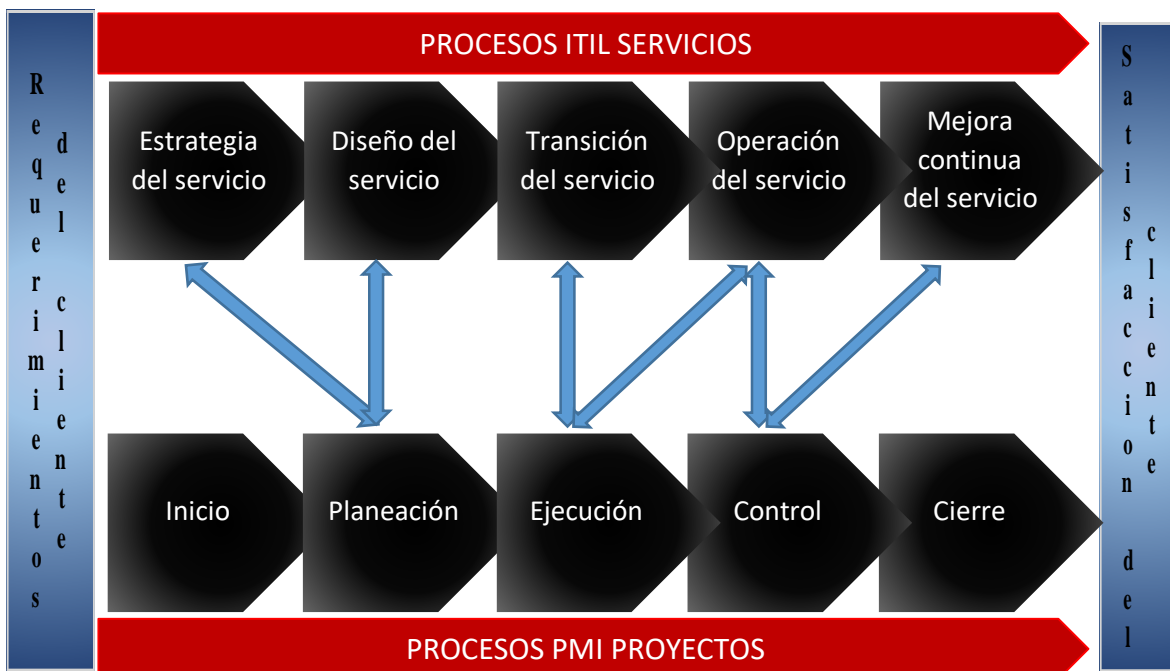 Requerimientos
del cliente
PROCESOS ITIL SERVICIOS
Estrategia
del servicio
Diseño del
servicio
Transición
del servicio
Operación
del servicio
Mejora
continua
del servicio
Inicio
Planeación
Ejecución
Control
Cierre
PROCESOS PMI PROYECTOS
Satisfaccion del
cliente